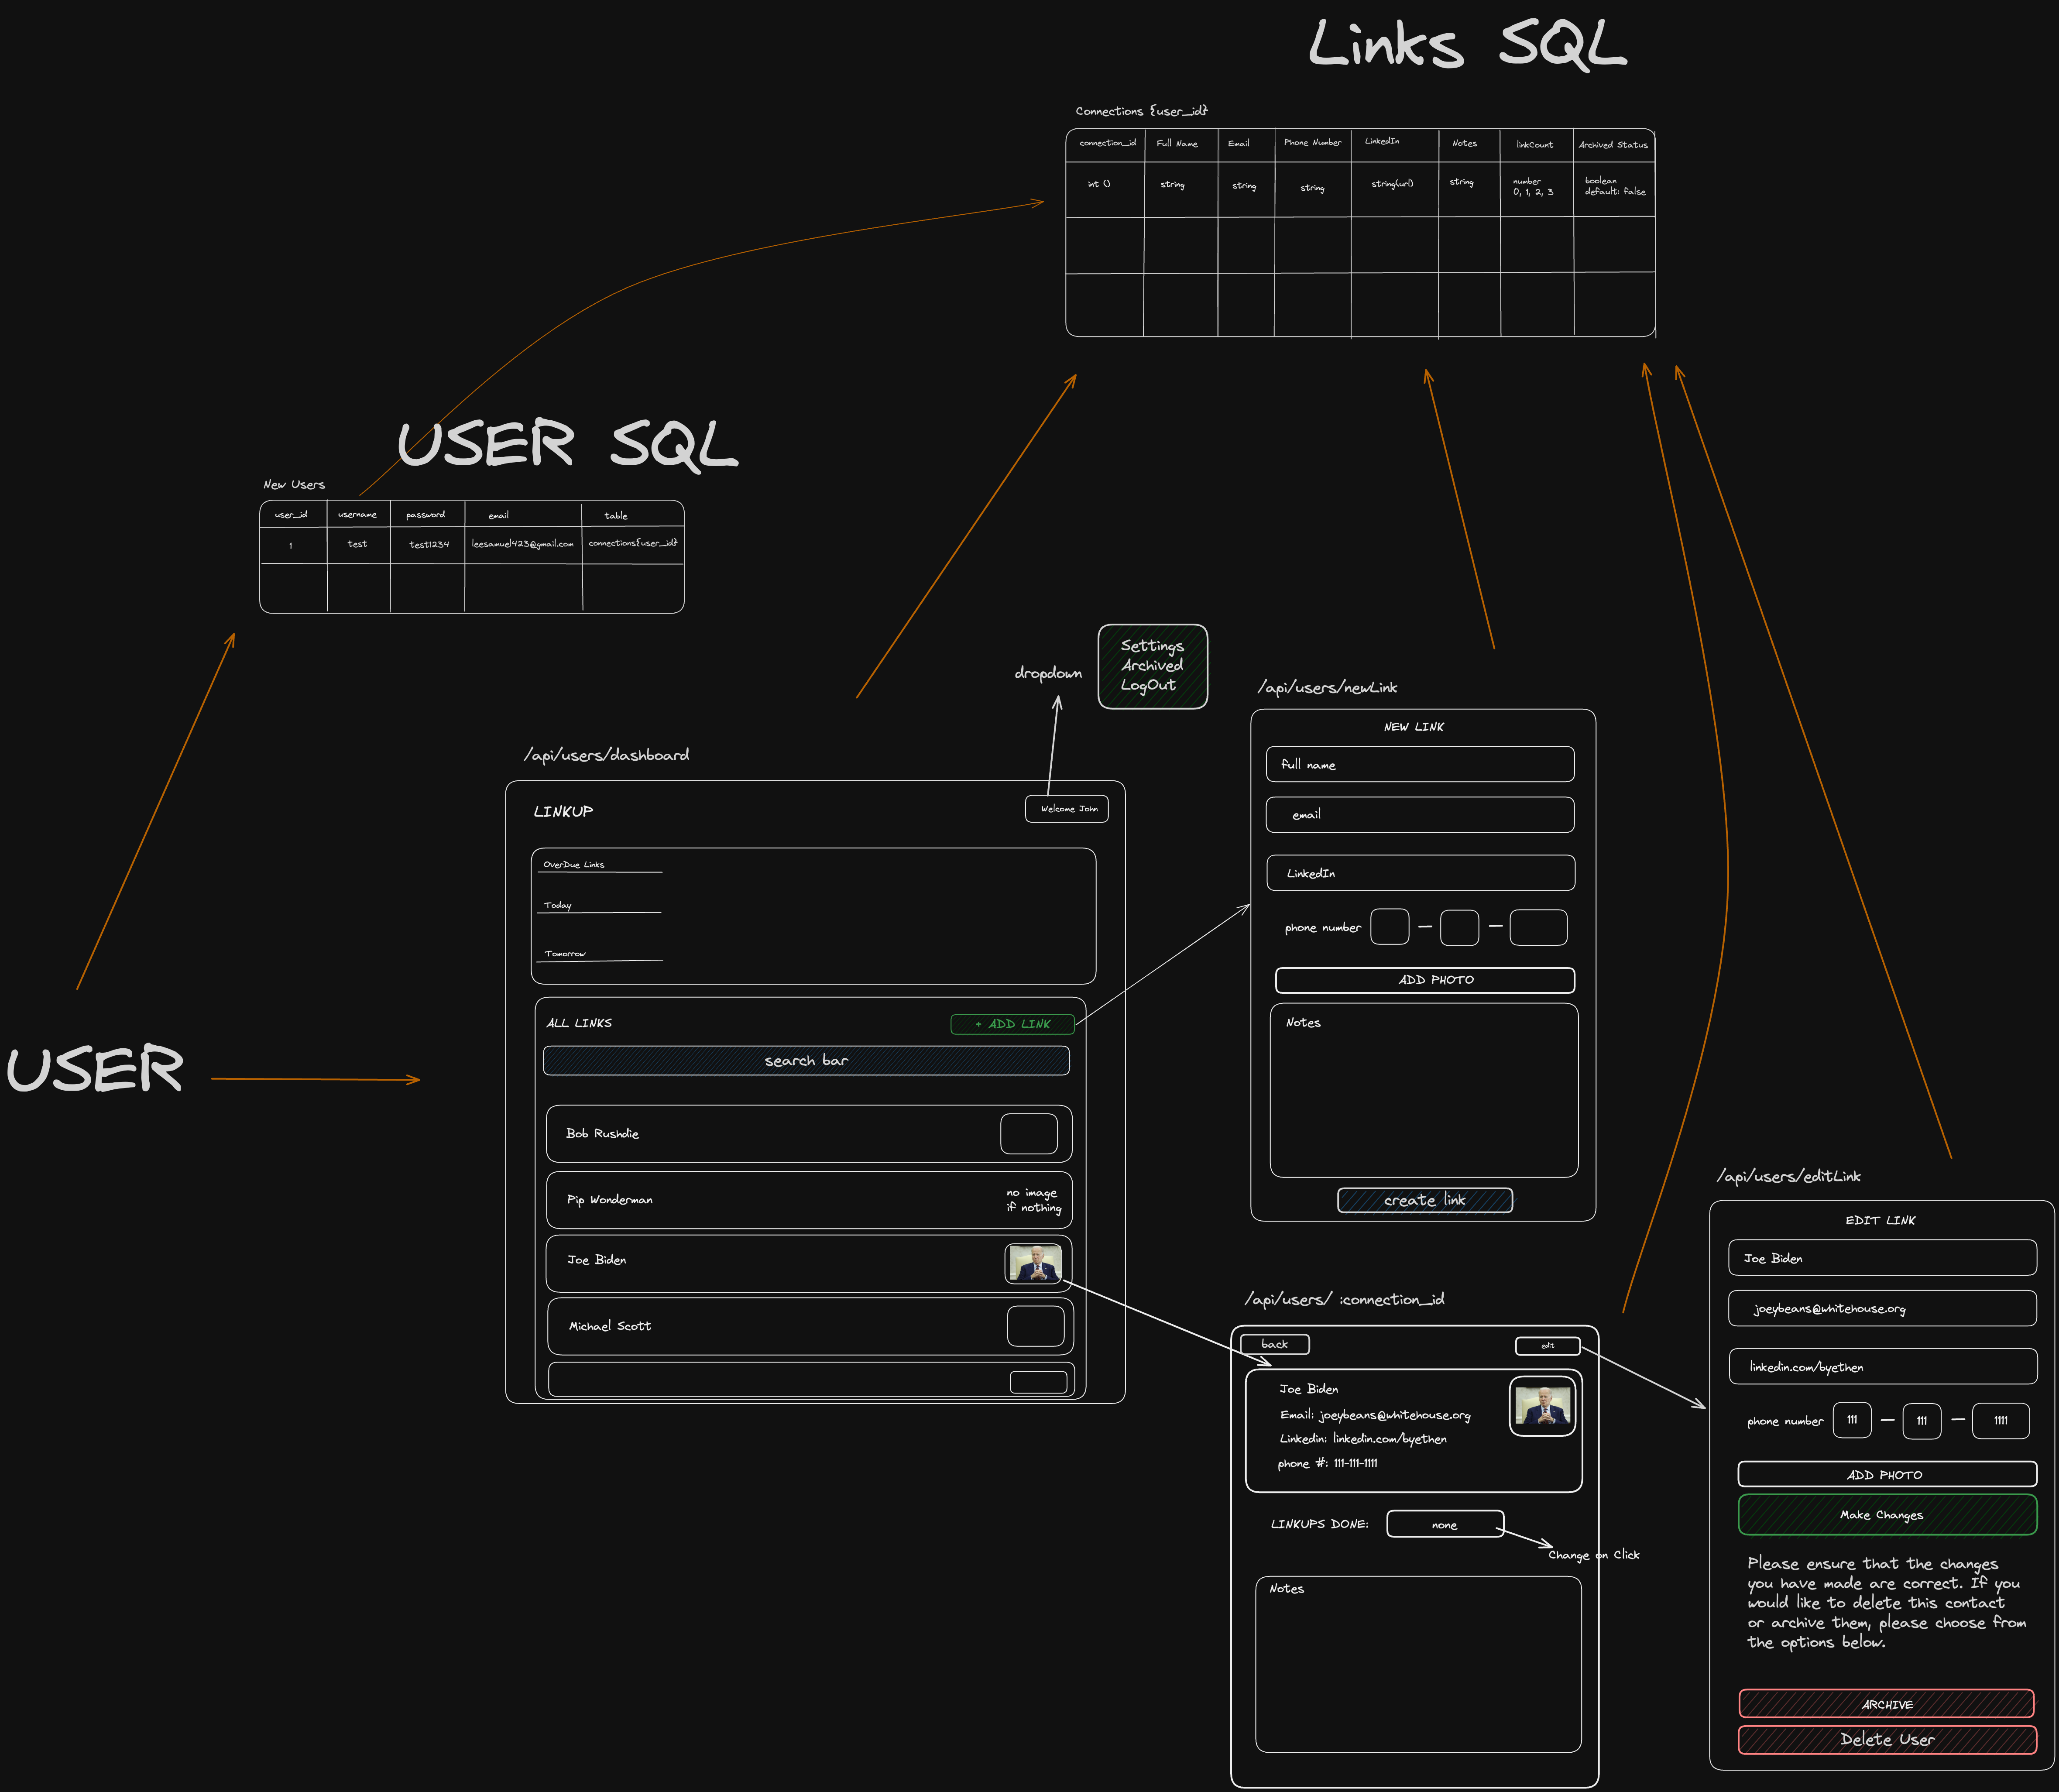 Links SQL
Connections {user_id}
connection_id Full Name Email Phone Number LinkedIn Notes linkCount Archived Status
int () string string string string(url) string number boolean
0, 1, 2, 3 default: false
USER SQL
New Users
user_id username password email table
1 test test1234 leesamuel423@gmail.com connections{user_id}
dropdown
Settings
Archived
LogOut
/api/users/dashboard
LINKUP
Welcome John
OverDue Links
Today
Tomorrow
ALL LINKS
+ ADD LINK
search bar
Bob Rushdie
Pip Wonderman
no image
if nothing
Joe Biden
Michael Scott
USER
/api/users/newLink
NEW LINK
full name
email
LinkedIn
phone number — —
ADD PHOTO
Notes
create link
/api/users/ :connection_id
back
edit
Joe Biden
Email: joeybeans@whitehouse.org
Linkedin: linkedin.com/byethen
phone #: 111-111-1111
LINKUPS DONE: none
Change on Click
Notes
/api/users/editLink
EDIT LINK
Joe Biden
joeybeans@whitehouse.org
linkedin.com/byethen
phone number 111 — 111 — 1111
ADD PHOTO
Make Changes
Please ensure that the changes
you have made are correct. If you
would like to delete this contact
or archive them, please choose from
the options below.
ARCHIVE
Delete User